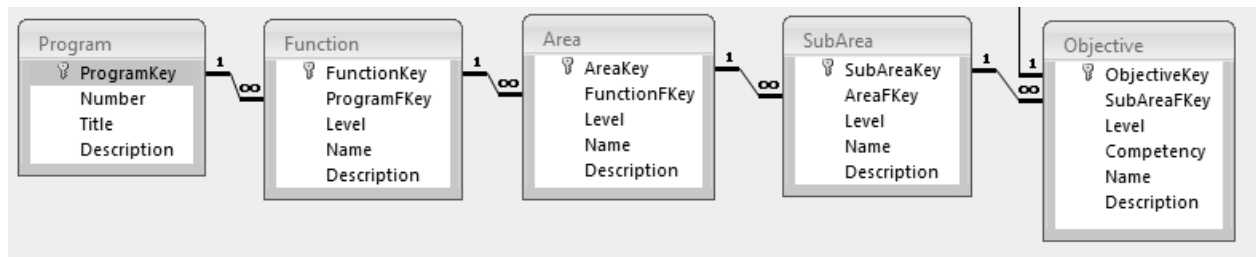 Program
ProgramKey
Number
Title
Description
1
∞
Function
FunctionKey
ProgramFKey
Level
Name
Description
1
∞
Area
AreaKey
FunctionFKey
Level
Name
Description
1
∞
SubArea
SubAreaKey
AreaFKey
Level
Name
Description
1
∞
1
Objective
ObjectiveKey
SubAreaFKey
Level
Competency
Name
Description